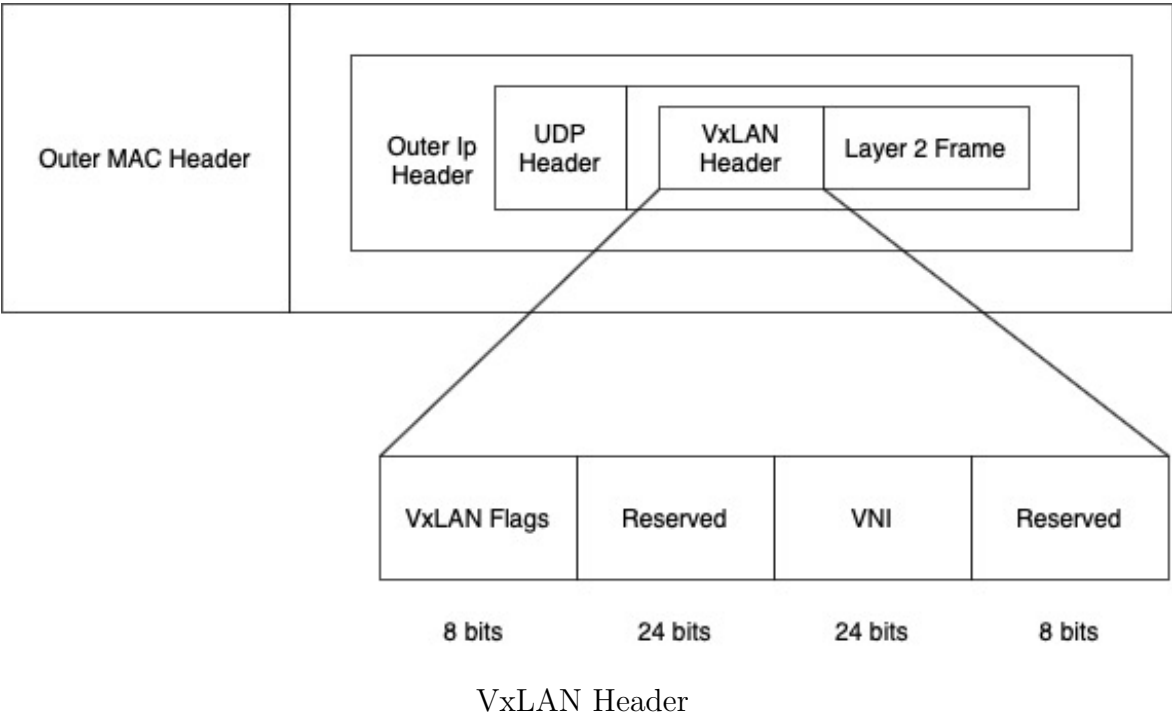 Outer MAC Header
Outer Ip
Header
UDP
Header
VxLAN
Header
Layer 2 Frame
VxLAN Flags
Reserved
VNI
Reserved
8 bits
24 bits
24 bits
8 bits
VxLAN Header